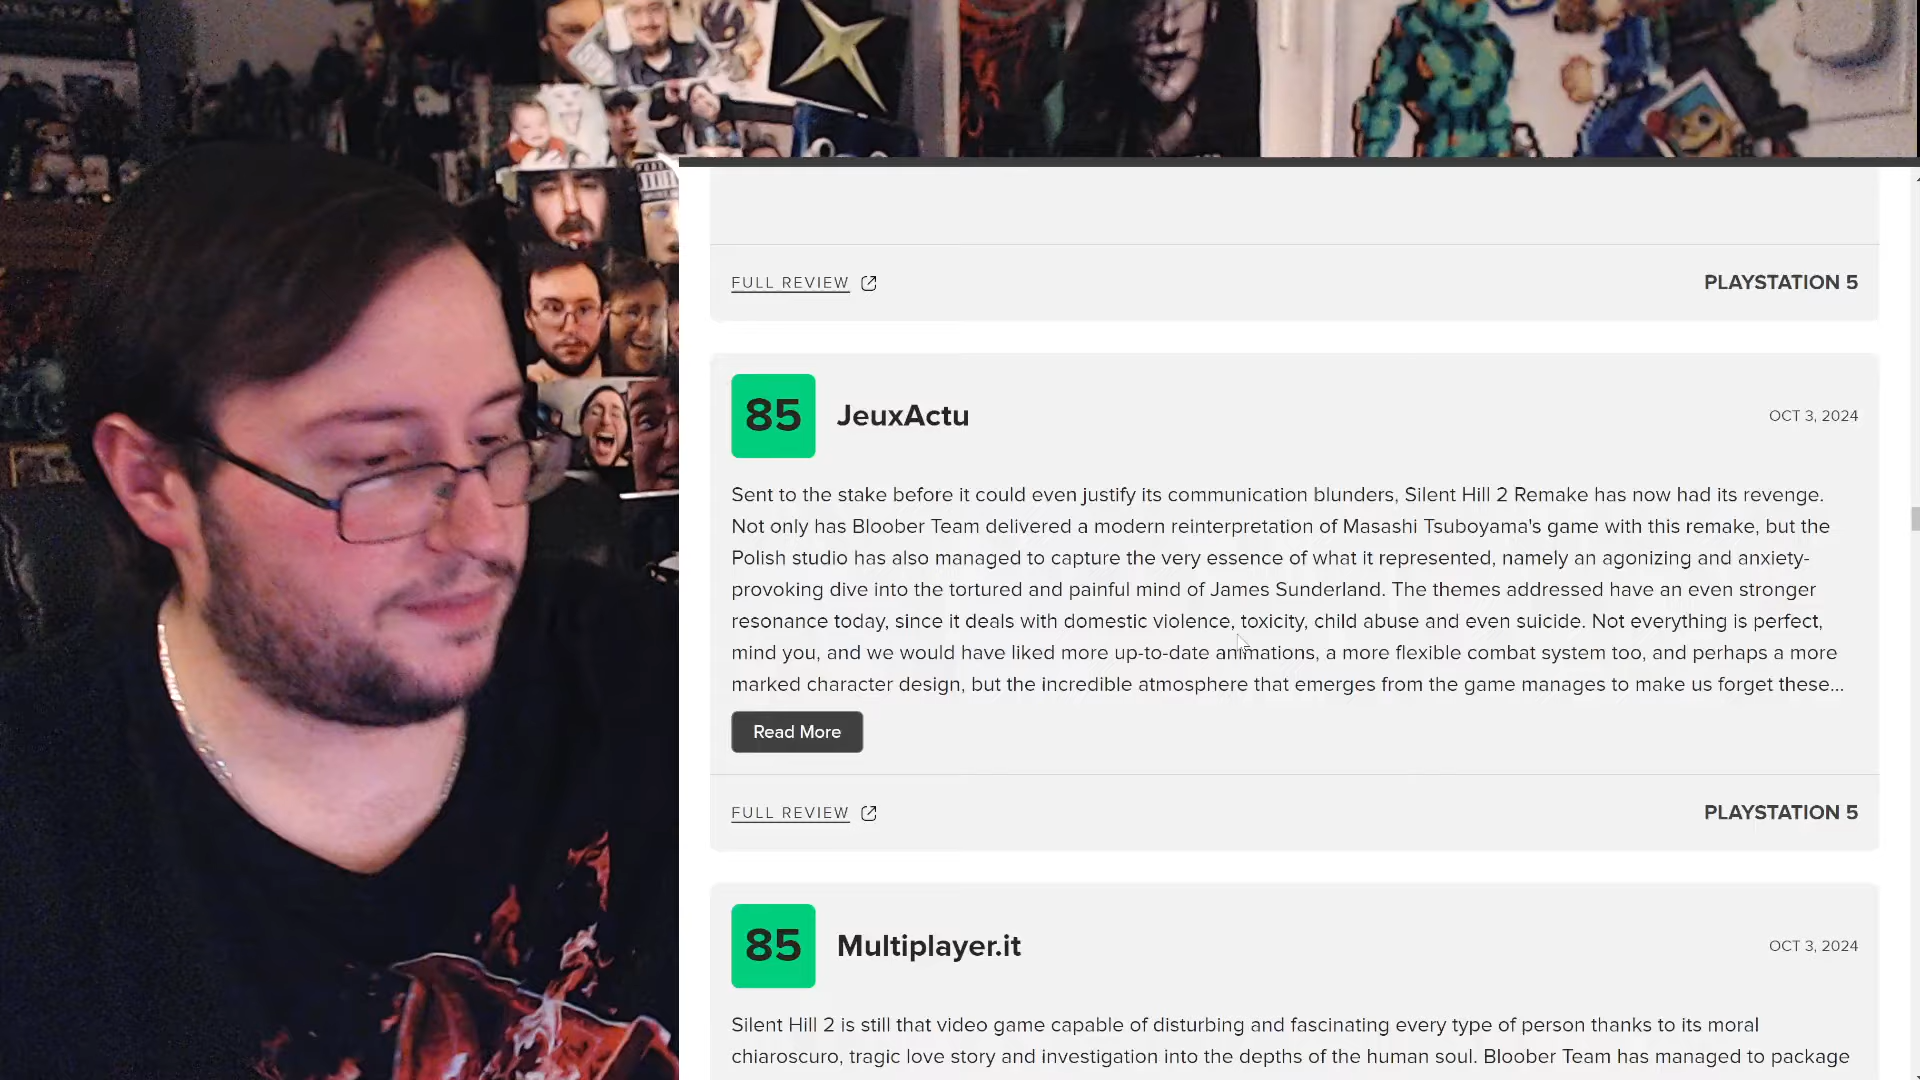 FULL REVIEW
PLAYSTATION 5
85
JeuxActu
OCT 3, 2024
Sent to the stake before it could even justify its communication blunders, Silent Hill 2 Remake has now had its revenge.
Not only has Bloober Team delivered a modern reinterpretation of Masashi Tsuboyama's game with this remake, but the
Polish studio has also managed to capture the very essence of what it represented, namely an agonizing and anxiety-
provoking dive into the tortured and painful mind of James Sunderland. The themes addressed have an even stronger
resonance today, since it deals with domestic violence, toxicity, child abuse and even suicide. Not everything is perfect,
mind you, and we would have liked more up-to-date animations, a more flexible combat system too, and perhaps a more
marked character design, but the incredible atmosphere that emerges from the game manages to make us forget these...
Read More
FULL REVIEW
PLAYSTATION 5
85
Multiplayer.it
OCT 3, 2024
Silent Hill 2 is still that video game capable of disturbing and fascinating every type of person thanks to its moral
chiaroscuro, tragic love story and investigation into the depths of the human soul. Bloober Team has managed to package